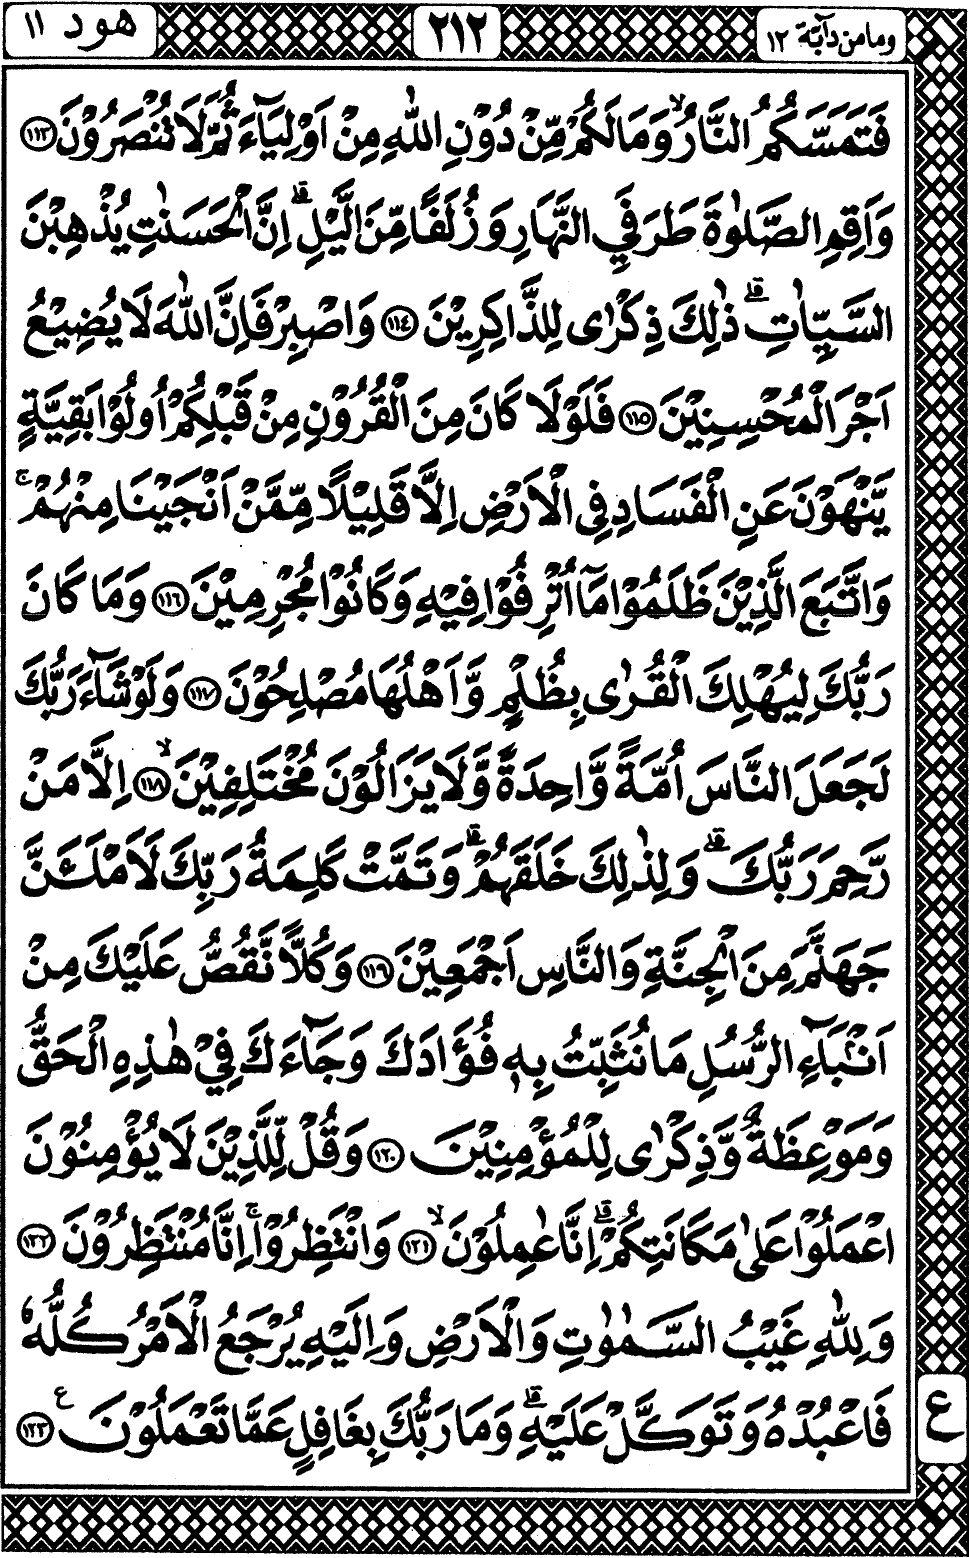 وما من دآبة ١٢ ٢١٢ هود ١١
فَتَمَسَّكُمُ النَّارُ ۙ وَمَا لَكُمْ مِّنْ دُوْنِ اللّٰهِ مِنْ اَوْلِيَآءَ ثُمَّ لَا تُنْصَرُوْنَ ۝١١٣
وَاَقِمِ الصَّلٰوةَ طَرَفَيِ النَّهَارِ وَزُلَفًا مِّنَ الَّيْلِ ؕ اِنَّ الْحَسَنٰتِ يُذْهِبْنَ
السَّيِّاٰتِ ؕ ذٰلِكَ ذِكْرٰى لِلذَّاكِرِيْنَ ۝١١٤ وَاصْبِرْ فَاِنَّ اللّٰهَ لَا يُضِيْعُ
اَجْرَ الْمُحْسِنِيْنَ ۝١١٥ فَلَوْلَا كَانَ مِنَ الْقُرُوْنِ مِنْ قَبْلِكُمْ اُولُوْا بَقِيَّةٍ
يَّنْهَوْنَ عَنِ الْفَسَادِ فِى الْاَرْضِ اِلَّا قَلِيْلًا مِّمَّنْ اَنْجَيْنَا مِنْهُمْ ۚ
وَاتَّبَعَ الَّذِيْنَ ظَلَمُوْا مَآ اُتْرِفُوْا فِيْهِ وَكَانُوْا مُجْرِمِيْنَ ۝١١٦ وَمَا كَانَ
رَبُّكَ لِيُهْلِكَ الْقُرٰى بِظُلْمٍ وَّاَهْلُهَا مُصْلِحُوْنَ ۝١١٧ وَلَوْ شَآءَ رَبُّكَ
لَجَعَلَ النَّاسَ اُمَّةً وَّاحِدَةً وَّلَا يَزَالُوْنَ مُخْتَلِفِيْنَ ۙ۝١١٨ اِلَّا مَنْ
رَّحِمَ رَبُّكَ ؕ وَلِذٰلِكَ خَلَقَهُمْ ؕ وَتَمَّتْ كَلِمَةُ رَبِّكَ لَاَمْلَئَنَّ
جَهَنَّمَ مِنَ الْجِنَّةِ وَالنَّاسِ اَجْمَعِيْنَ ۝١١٩ وَكُلًّا نَّقُصُّ عَلَيْكَ مِنْ
اَنْۢبَآءِ الرُّسُلِ مَا نُثَبِّتُ بِهٖ فُؤَادَكَ وَجَآءَكَ فِيْ هٰذِهِ الْحَقُّ
وَمَوْعِظَةٌ وَّذِكْرٰى لِلْمُؤْمِنِيْنَ ۝١٢٠ وَقُلْ لِّلَّذِيْنَ لَا يُؤْمِنُوْنَ
اعْمَلُوْا عَلٰى مَكَانَتِكُمْ ؕ اِنَّا عٰمِلُوْنَ ۙ۝١٢١ وَانْتَظِرُوْا ۚ اِنَّا مُنْتَظِرُوْنَ ۝١٢٢
وَلِلّٰهِ غَيْبُ السَّمٰوٰتِ وَالْاَرْضِ وَاِلَيْهِ يُرْجَعُ الْاَمْرُ كُلُّهٗ
فَاعْبُدْهُ وَتَوَكَّلْ عَلَيْهِ ؕ وَمَا رَبُّكَ بِغَافِلٍ عَمَّا تَعْمَلُوْنَ ۝١٢٣ ع
ع